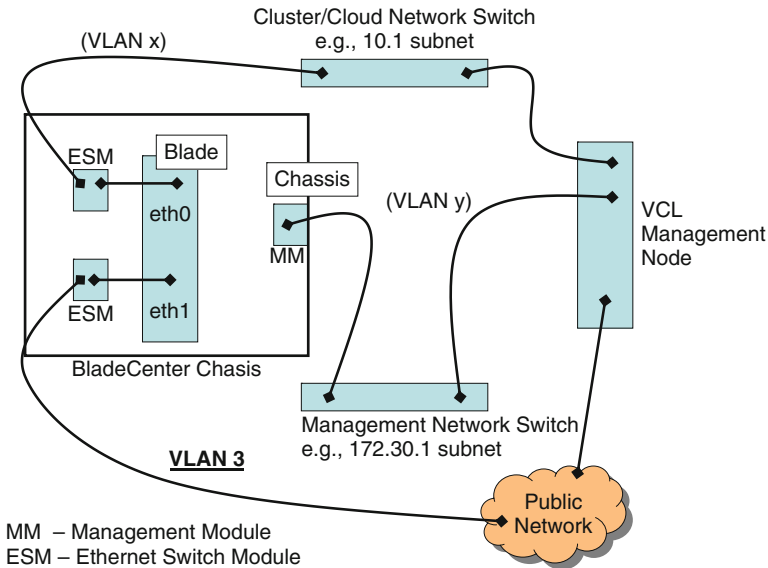 Cluster/Cloud Network Switch
e.g., 10.1 subnet
(VLAN x)
ESM
Blade
eth0
Chassis
MM
(VLAN y)
VCL
Management
Node
ESM
eth1
BladeCenter Chasis
Management Network Switch
e.g., 172.30.1 subnet
VLAN 3
Public
Network
MM – Management Module
ESM – Ethernet Switch Module